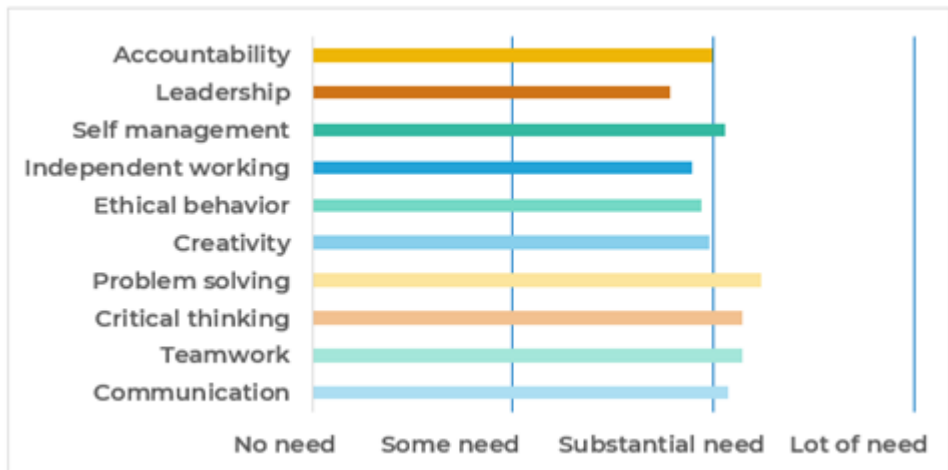 Accountability
Leadership
Self management
Independent working
Ethical behavior
Creativity
Problem solving
Critical thinking
Teamwork
Communication
No need Some need Substantial need Lot of need